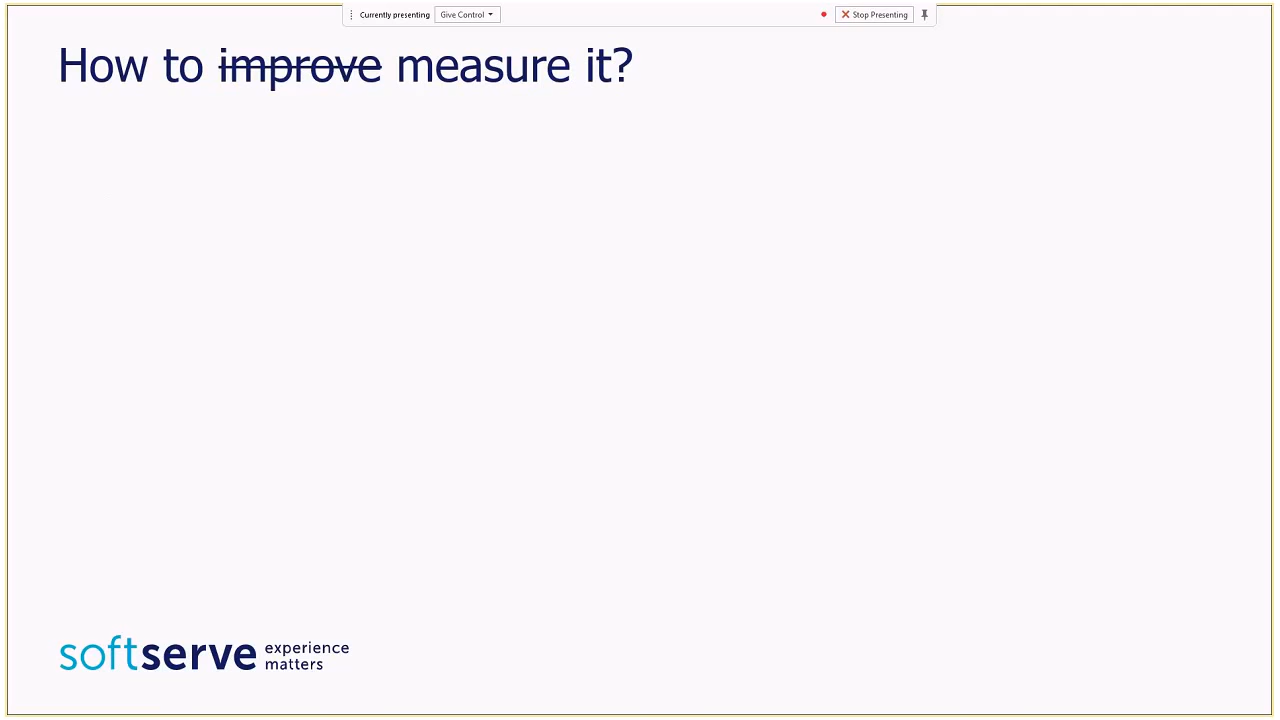 Currently presenting Give Control Stop Presenting
How to improve measure it?
softserve experience
matters